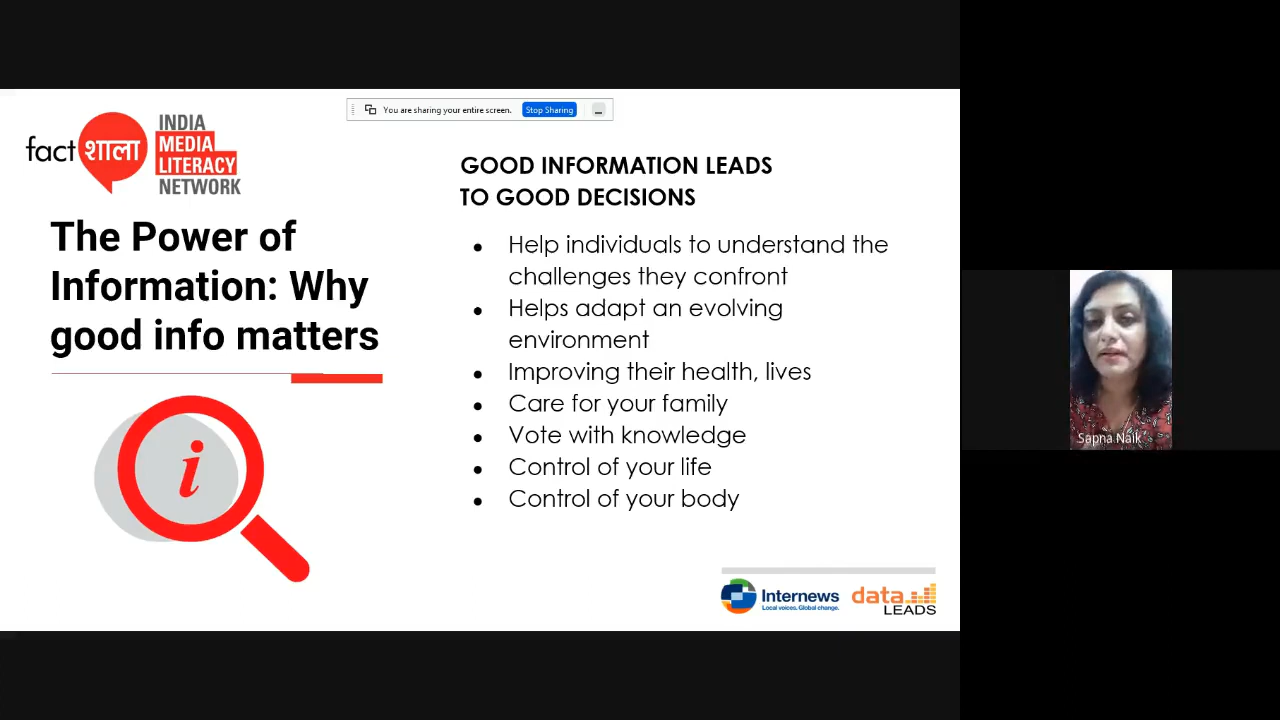 You are sharing your entire screen.
Stop Sharing
fact शाला
INDIA
MEDIA
LITERACY
NETWORK
The Power of
Information: Why
good info matters
i
GOOD INFORMATION LEADS
TO GOOD DECISIONS
● Help individuals to understand the
challenges they confront
● Helps adapt an evolving
environment
● Improving their health, lives
● Care for your family
● Vote with knowledge
● Control of your life
● Control of your body
Internews
Local voices. Global change.
data
LEADS
Sapna Naik